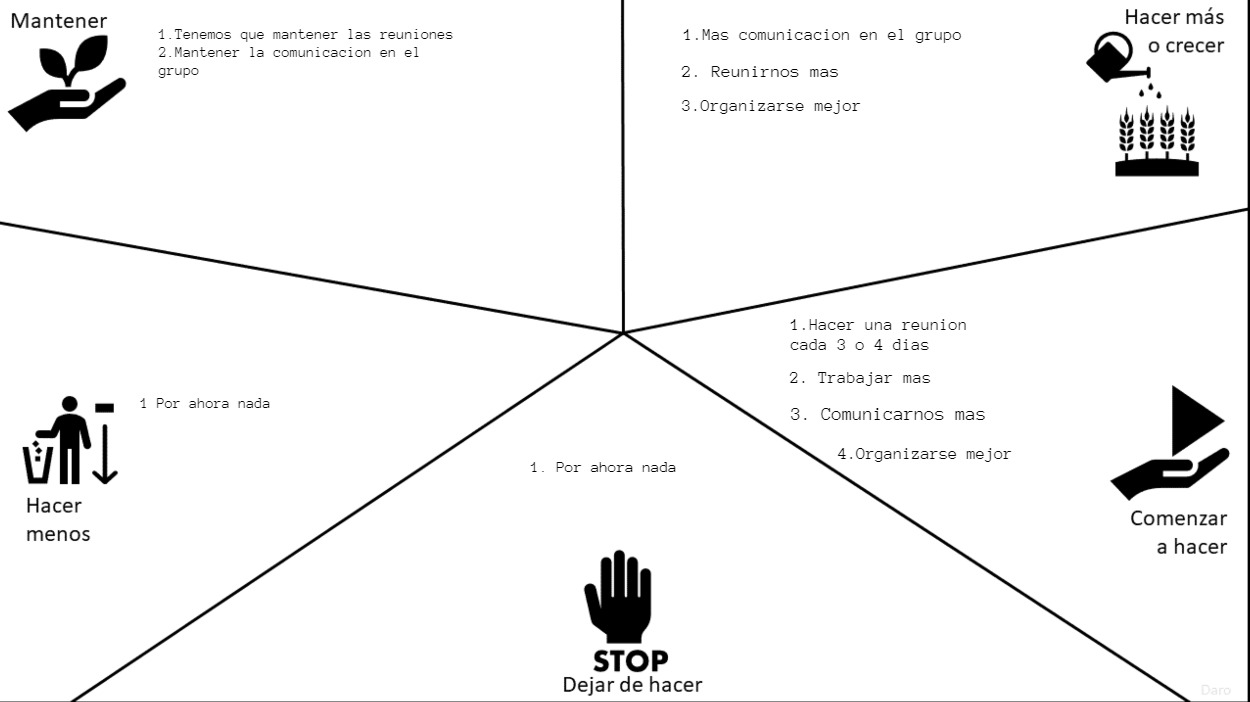 Mantener
1.Tenemos que mantener las reuniones
2.Mantener la comunicacion en el
grupo
Hacer más
o crecer
1.Mas comunicacion en el grupo
2. Reunirnos mas
3.Organizarse mejor
1.Hacer una reunion
cada 3 o 4 dias
2. Trabajar mas
3. Comunicarnos mas
4.Organizarse mejor
Comenzar
a hacer
1 Por ahora nada
Hacer
menos
1. Por ahora nada
STOP
Dejar de hacer
Daro